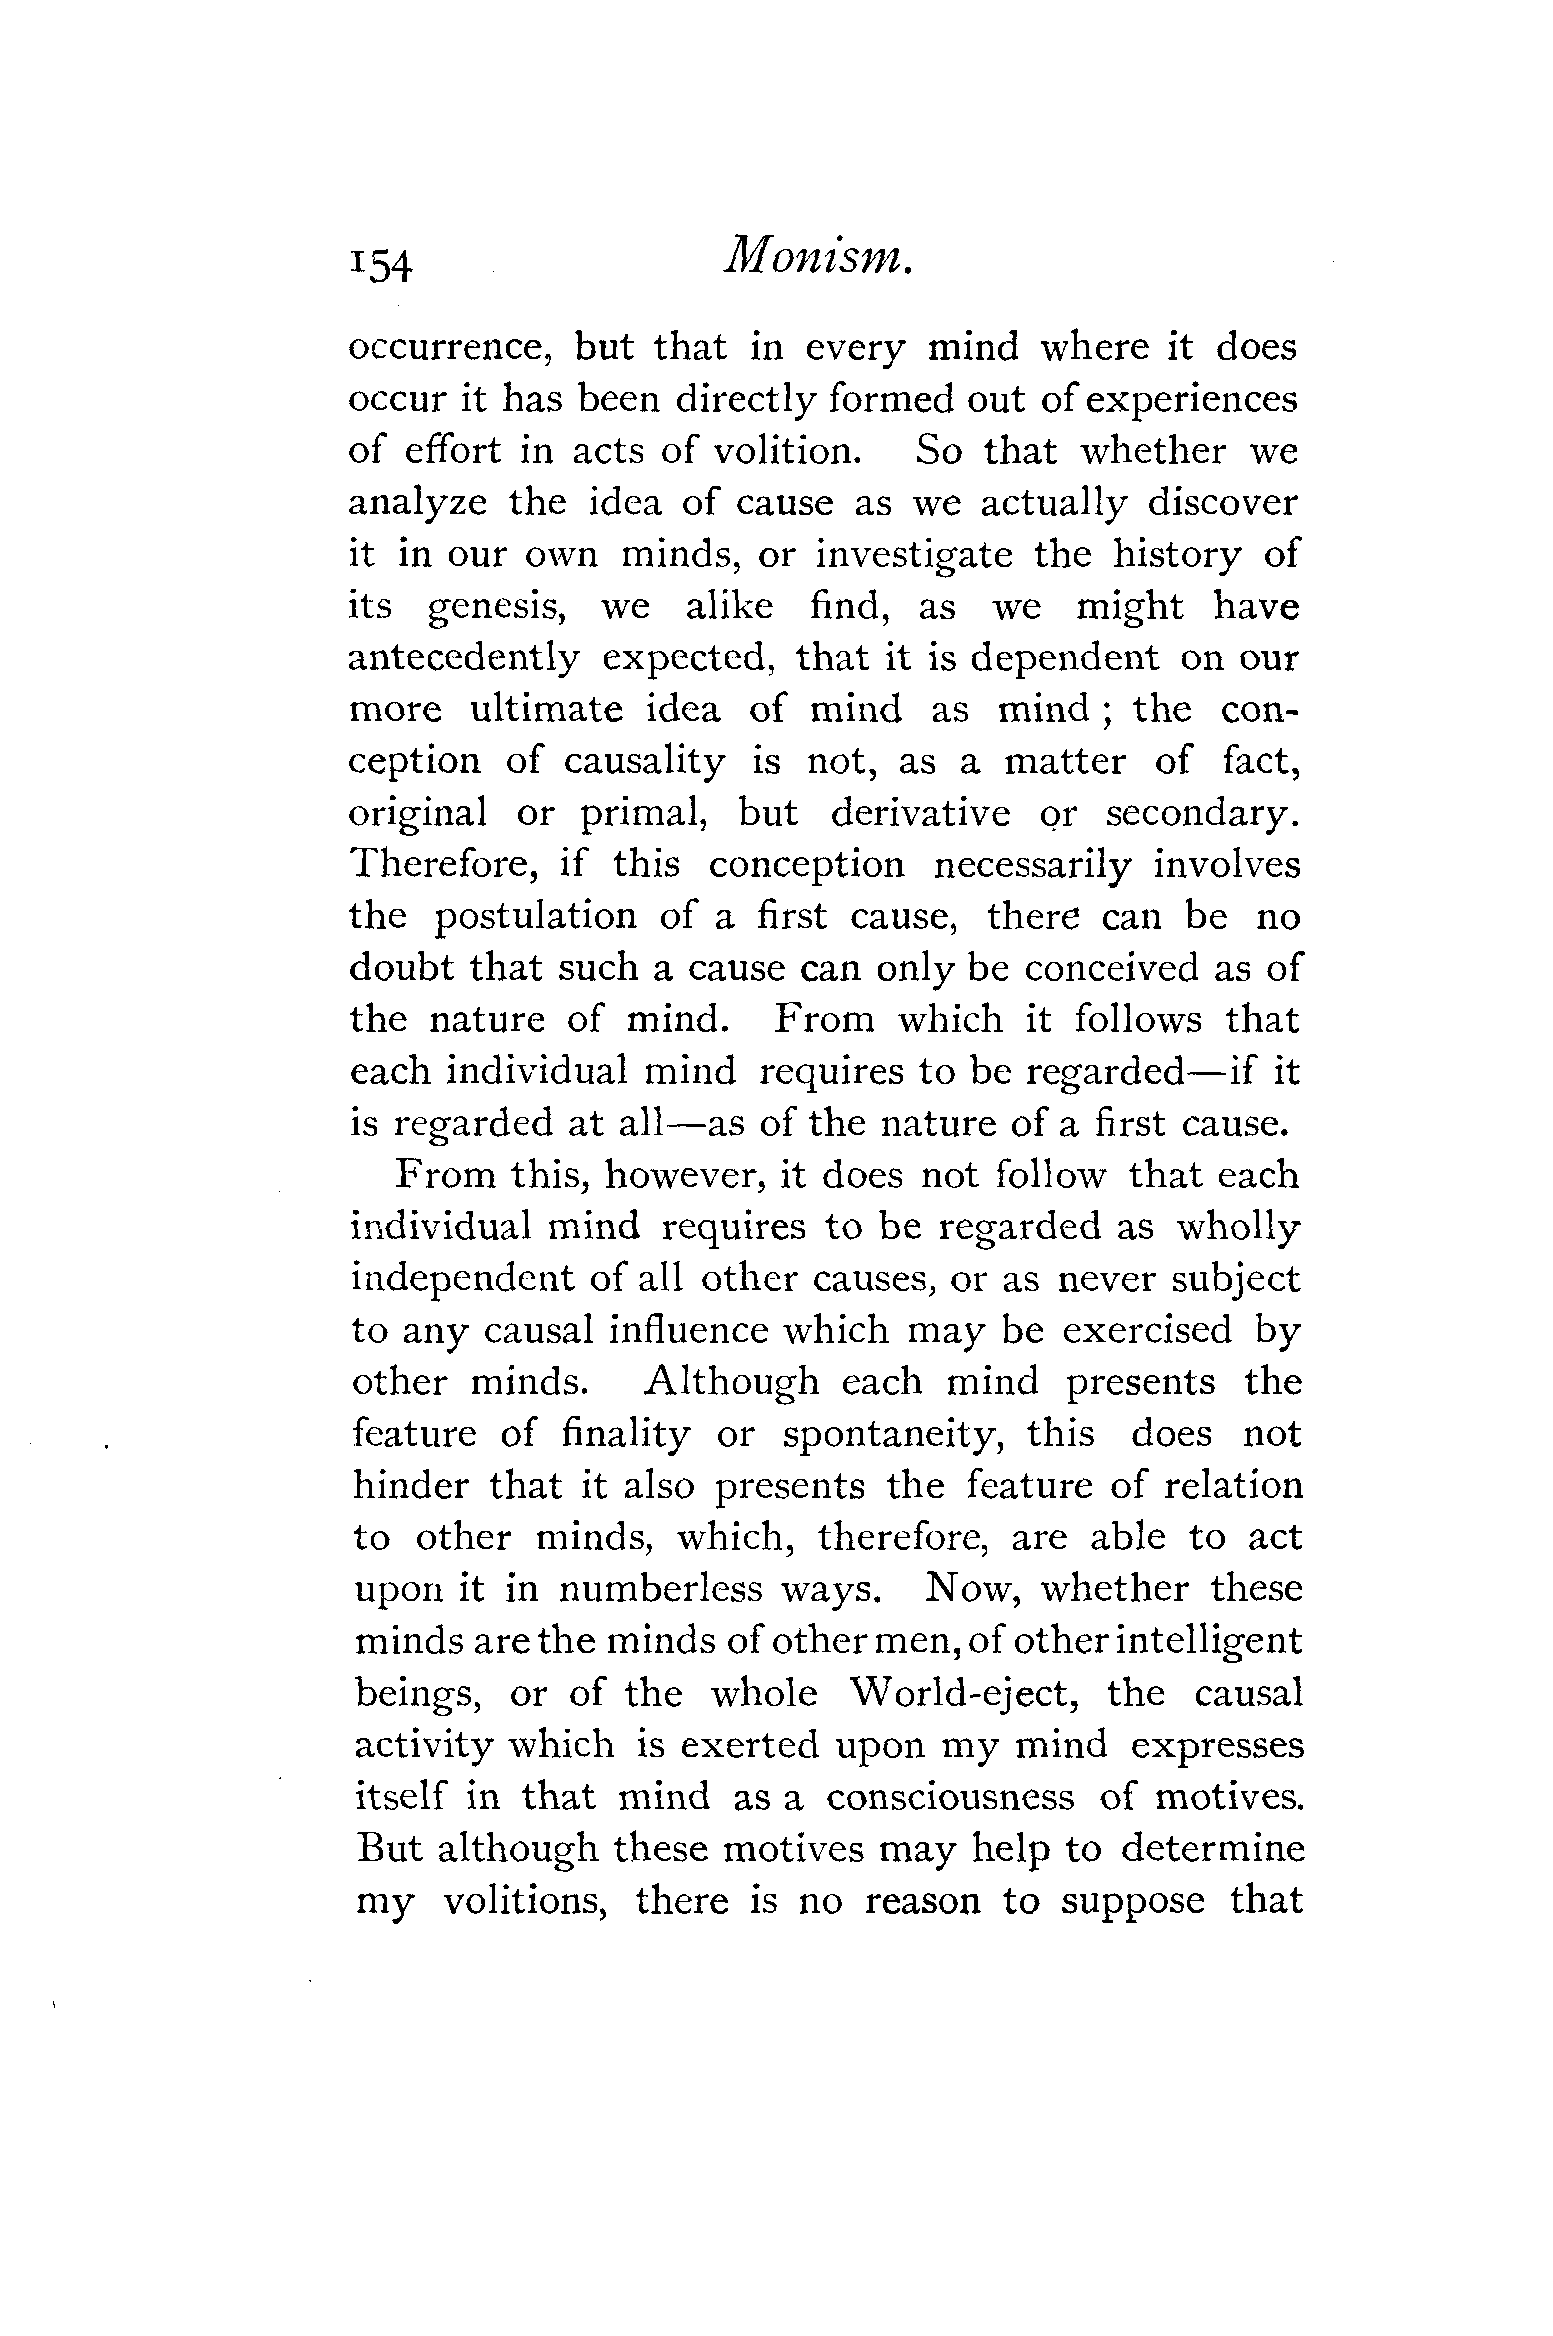 154 Monism.
occurrence, but that in every mind where it does
occur it has been directly formed out of experiences
of effort in acts of volition. So that whether we
analyze the idea of cause as we actually discover
it in our own minds, or investigate the history of
its genesis, we alike find, as we might have
antecedently expected, that it is dependent on our
more ultimate idea of mind as mind ; the con-
ception of causality is not, as a matter of fact,
original or primal, but derivative or secondary.
Therefore, if this conception necessarily involves
the postulation of a first cause, there can be no
doubt that such a cause can only be conceived as of
the nature of mind. From which it follows that
each individual mind requires to be regarded—if it
is regarded at all—as of the nature of a first cause.
From this, however, it does not follow that each
individual mind requires to be regarded as wholly
independent of all other causes, or as never subject
to any causal influence which may be exercised by
other minds. Although each mind presents the
feature of finality or spontaneity, this does not
hinder that it also presents the feature of relation
to other minds, which, therefore, are able to act
upon it in numberless ways. Now, whether these
minds are the minds of other men, of other intelligent
beings, or of the whole World-eject, the causal
activity which is exerted upon my mind expresses
itself in that mind as a consciousness of motives.
But although these motives may help to determine
my volitions, there is no reason to suppose that